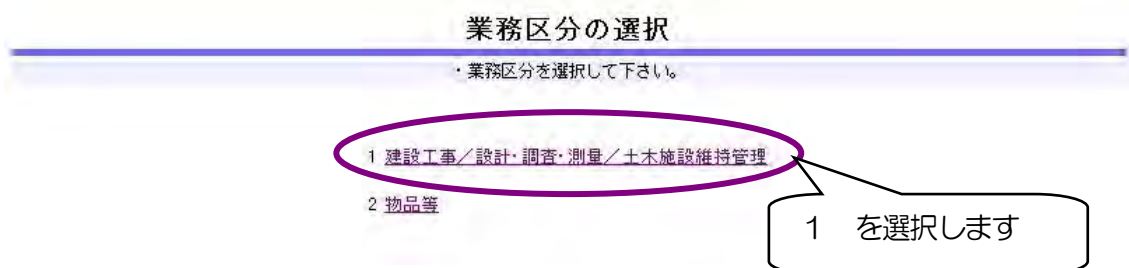 業務区分の選択
・業務区分を選択して下さい。
1 建設工事／設計・調査・測量／土木施設維持管理
2 物品等
１　を選択します